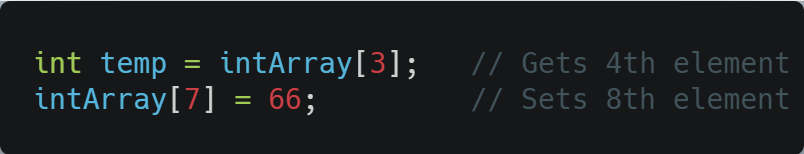 int temp = intArray[3];   // Gets 4th element
intArray[7] = 66;         // Sets 8th element